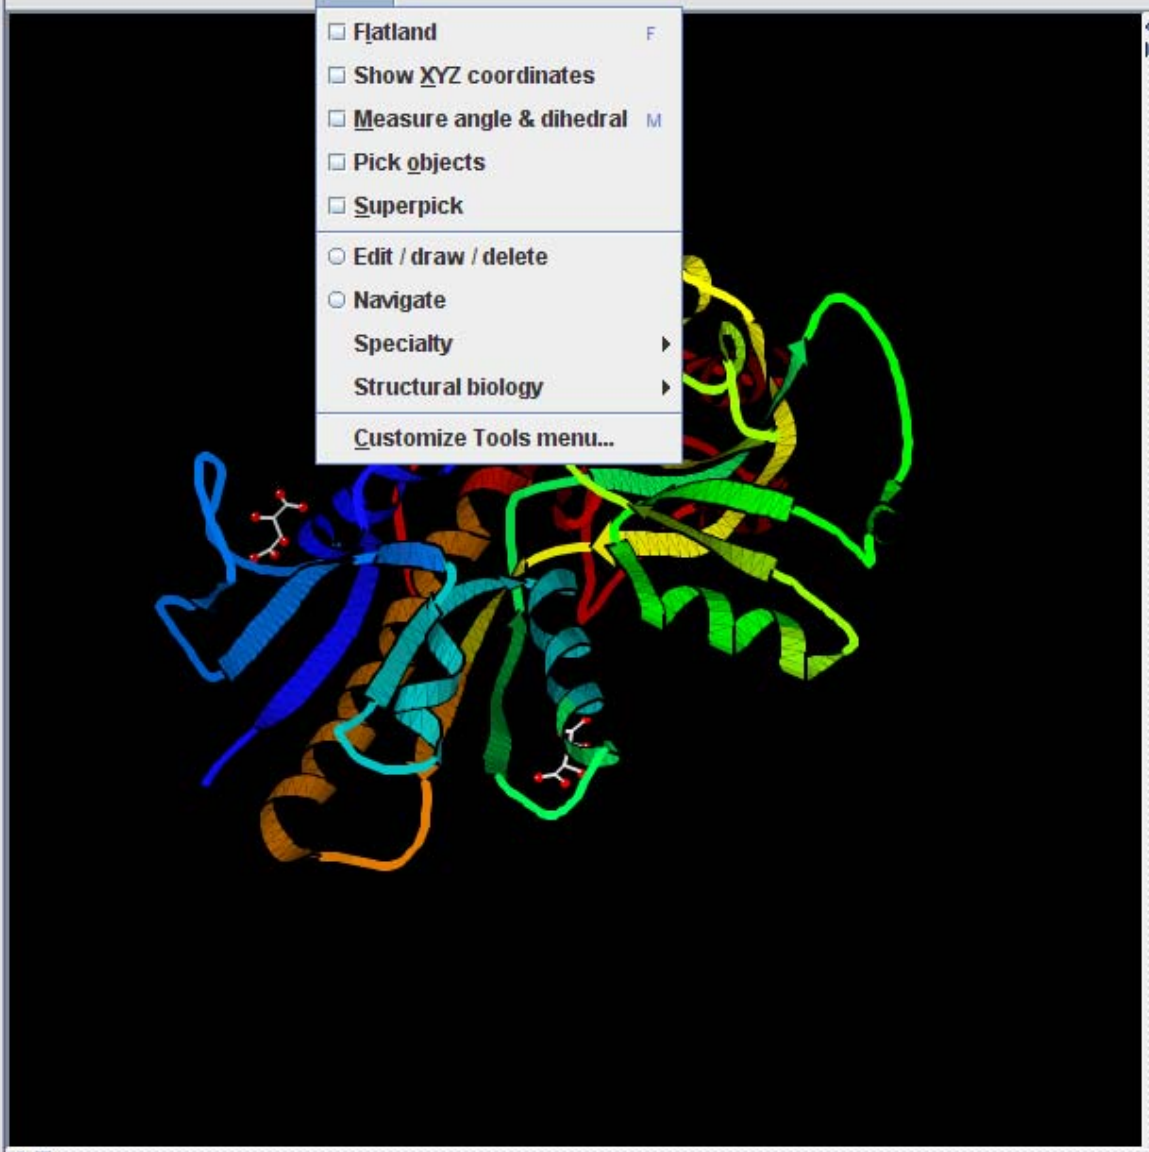 Flatland F
Show XYZ coordinates
Measure angle & dihedral M
Pick objects
Superpick
Edit / draw / delete
Navigate
Specialty
Structural biology
Customize Tools menu...